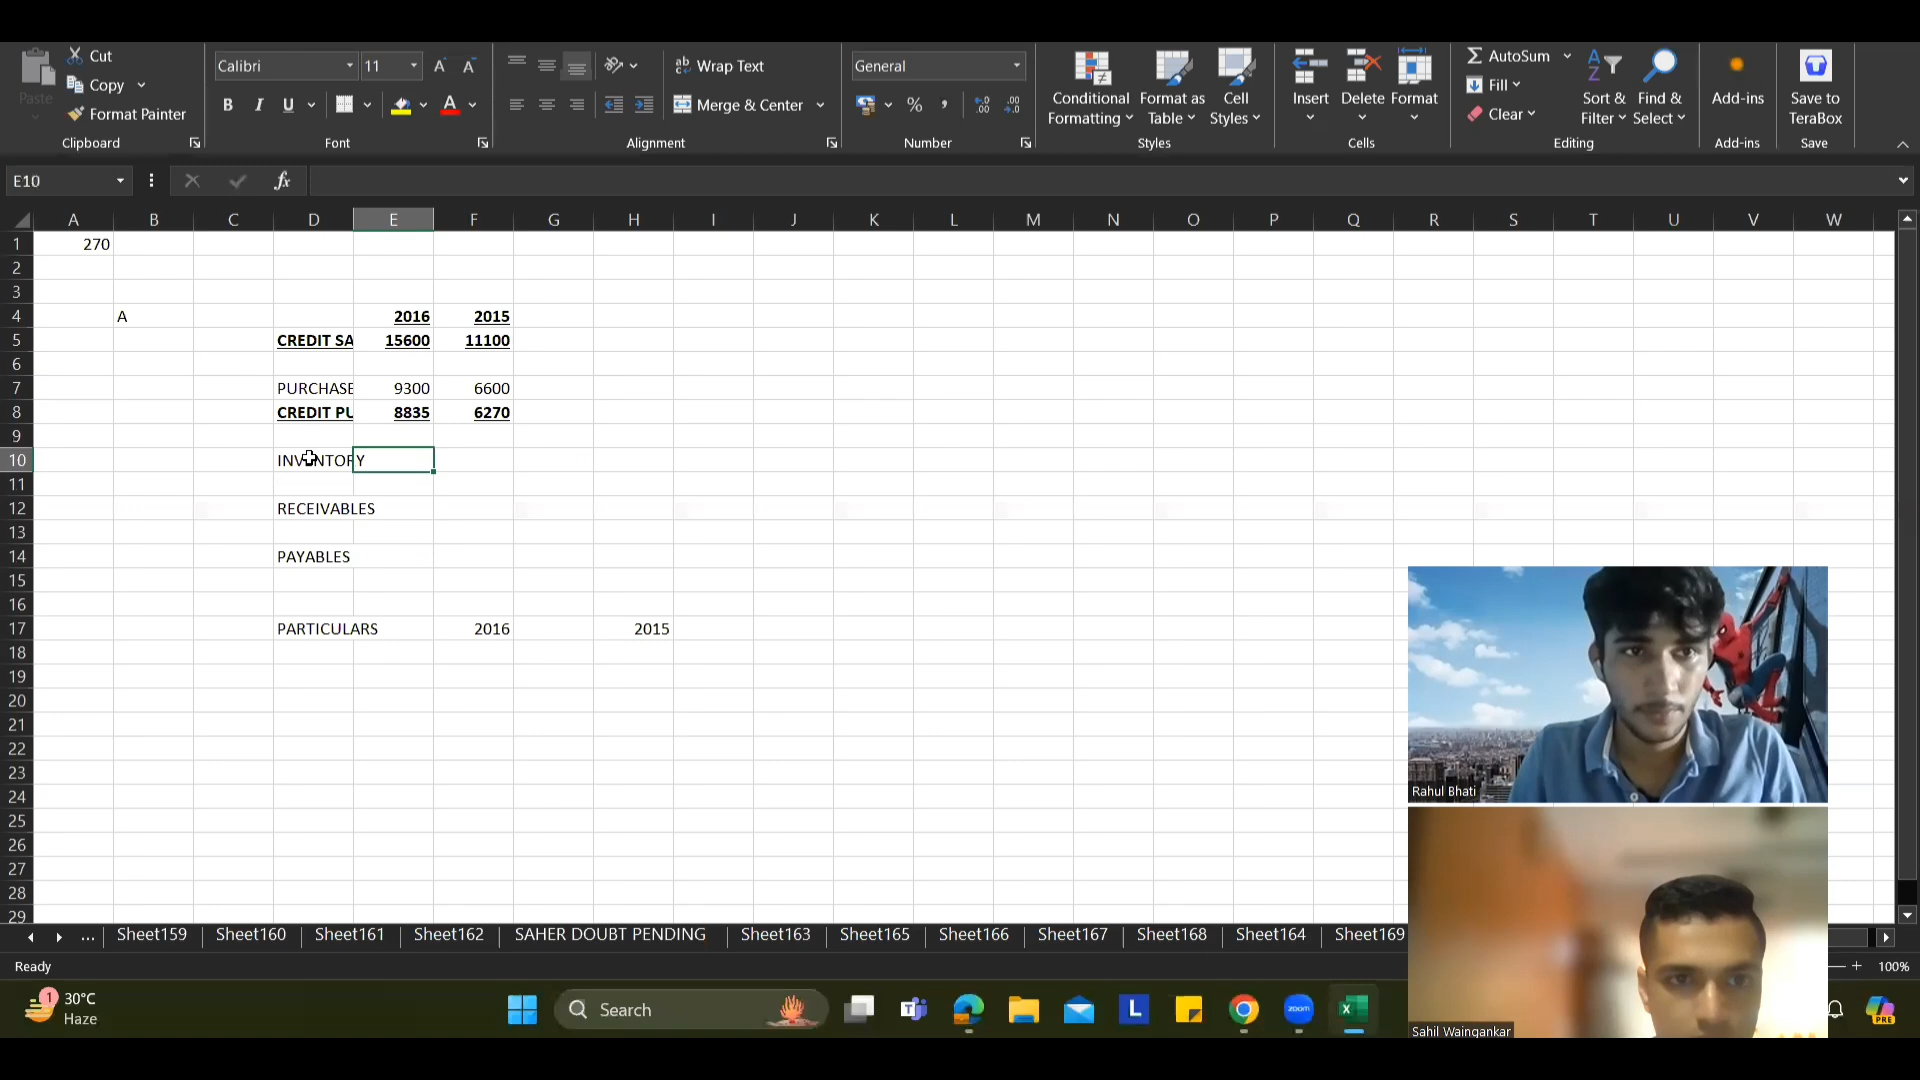 Cut
Copy
Format Painter
Paste
Clipboard
Calibri
11
B I U
Font
Wrap Text
Merge & Center
Alignment
General
Number
Conditional Formatting
Format as Table
Cell Styles
Styles
Insert
Delete
Format
Cells
AutoSum
Fill
Clear
Sort & Filter
Find & Select
Editing
Add-ins
Add-ins
Save to TeraBox
Save
E10
fx
A B C D E F G H I J K L M N O P Q R S T U V W
1 270
2
3
4 A 2016 2015
5 CREDIT SA 15600 11100
6
7 PURCHASE 9300 6600
8 CREDIT PU 8835 6270
9
10 INVENTORY
11
12 RECEIVABLES
13
14 PAYABLES
15
16
17 PARTICULARS 2016 2015
18
19
20
21
22
23
24
25
26
27
28
29
Rahul Bhati
Sahil Waingankar
... Sheet159 Sheet160 Sheet161 Sheet162 SAHER DOUBT PENDING Sheet163 Sheet165 Sheet166 Sheet167 Sheet168 Sheet164 Sheet169
Ready
100%
1
30°C
Haze
Search
L
zoom
PRE